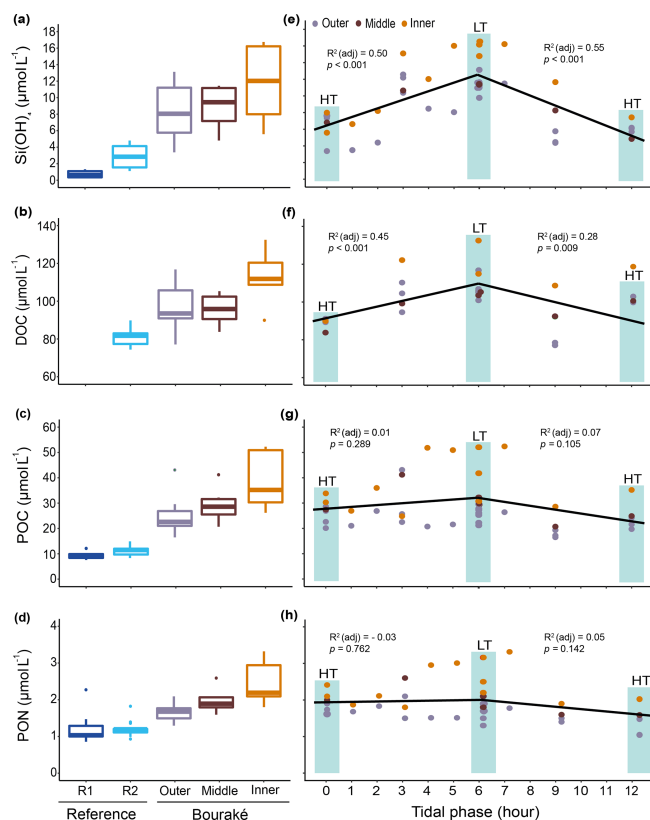 (a)
Si(OH)₄ (μmol L⁻¹)
18
16
14
12
10
8
6
4
2
0
(e)
Outer Middle Inner
R² (adj) = 0.50
p < 0.001
R² (adj) = 0.55
p < 0.001
HT
LT
HT
(b)
DOC (μmol L⁻¹)
140
120
100
80
60
(f)
R² (adj) = 0.45
p < 0.001
R² (adj) = 0.28
p = 0.009
HT
LT
HT
(c)
POC (μmol L⁻¹)
60
50
40
30
20
10
0
(g)
R² (adj) = 0.01
p = 0.289
R² (adj) = 0.07
p = 0.105
HT
LT
HT
(d)
PON (μmol L⁻¹)
4
3
2
1
0
(h)
R² (adj) = - 0.03
p = 0.762
R² (adj) = 0.05
p = 0.142
HT
LT
HT
R1 R2 Outer Middle Inner
Reference Bouraké
0 1 2 3 4 5 6 7 8 9 10 11 12
Tidal phase (hour)